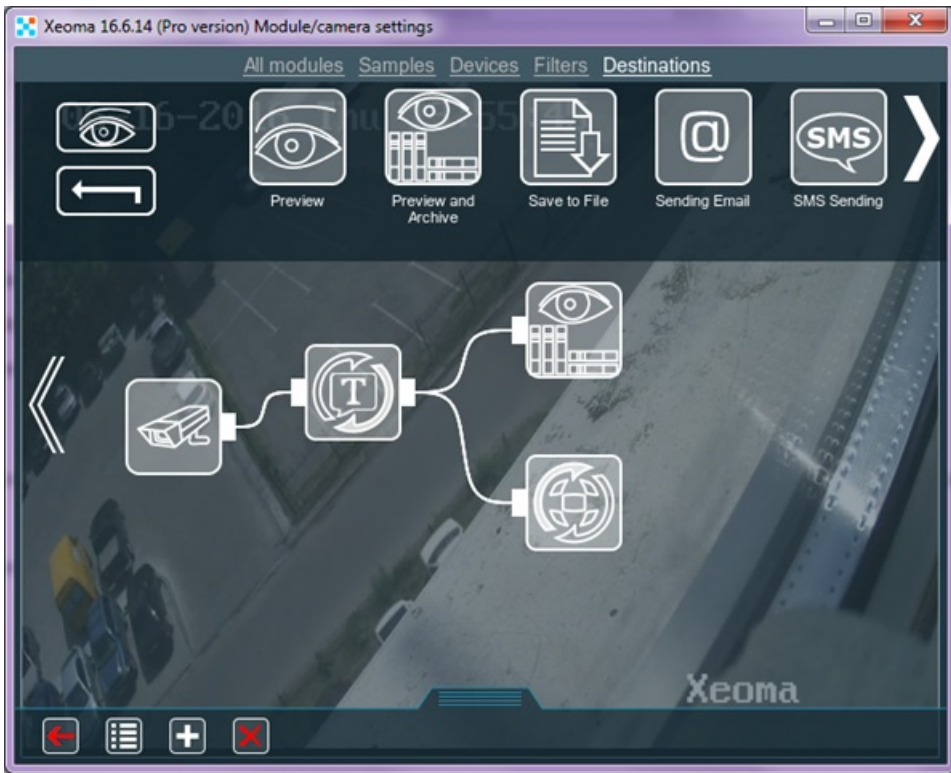 Xeoma 16.6.14 (Pro version) Module/camera settings
All modules Samples Devices Filters Destinations
Preview
Preview and
Archive
Save to File
@
Sending Email
SMS
SMS Sending
T
Xeoma